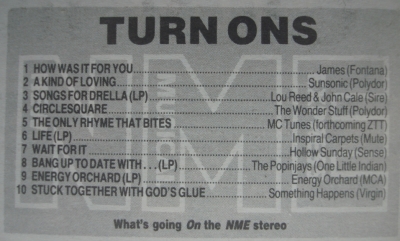 TURN ONS
1 HOW WAS IT FOR YOU ........ James (Fontana)
2 A KIND OF LOVING ........ Sunsonic (Polydor)
3 SONGS FOR DRELLA (LP) ........ Lou Reed & John Cale (Sire)
4 CIRCLESQUARE ........ The Wonder Stuff (Polydor)
5 THE ONLY RHYME THAT BITES ........ MC Tunes (forthcoming ZTT)
6 LIFE (LP) ........ Inspiral Carpets (Mute)
7 WAIT FOR IT ........ Hollow Sunday (Sense)
8 BANG UP TO DATE WITH . . . (LP) ........ The Popinjays (One Little Indian)
9 ENERGY ORCHARD (LP) ........ Energy Orchard (MCA)
10 STUCK TOGETHER WITH GOD'S GLUE ........ Something Happens (Virgin)
What's going On the NME stereo
NME
MUSIC